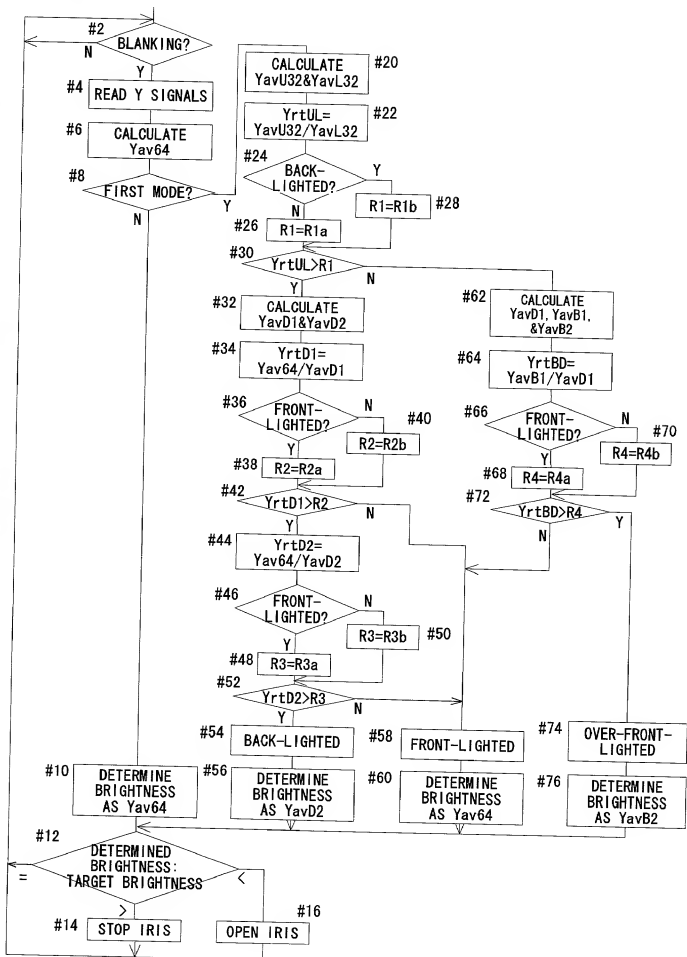 #2
BLANKING?
N
Y
#4
READ Y SIGNALS
#6
CALCULATE
Yav64
#8
FIRST MODE?
Y
N
#20
CALCULATE
YavU32&YavL32
#22
YrtUL=
YavU32/YavL32
#24
BACK-
LIGHTED?
Y
N
#28
R1=R1b
#26
R1=R1a
#30
YrtUL>R1
N
Y
#32
CALCULATE
YavD1&YavD2
#34
YrtD1=
Yav64/YavD1
#36
FRONT-
LIGHTED?
N
Y
#40
R2=R2b
#38
R2=R2a
#42
YrtD1>R2
N
Y
#44
YrtD2=
Yav64/YavD2
#46
FRONT-
LIGHTED?
N
Y
#50
R3=R3b
#48
R3=R3a
#52
YrtD2>R3
N
Y
#54
BACK-LIGHTED
#56
DETERMINE
BRIGHTNESS
AS YavD2
#58
FRONT-LIGHTED
#60
DETERMINE
BRIGHTNESS
AS Yav64
#62
CALCULATE
YavD1, YavB1,
&YavB2
#64
YrtBD=
YavB1/YavD1
#66
FRONT-
LIGHTED?
N
Y
#70
R4=R4b
#68
R4=R4a
#72
YrtBD>R4
Y
N
#74
OVER-FRONT-
LIGHTED
#76
DETERMINE
BRIGHTNESS
AS YavB2
#10
DETERMINE
BRIGHTNESS
AS Yav64
#12
DETERMINED
BRIGHTNESS:
TARGET BRIGHTNESS
=
<
>
#14
STOP IRIS
#16
OPEN IRIS